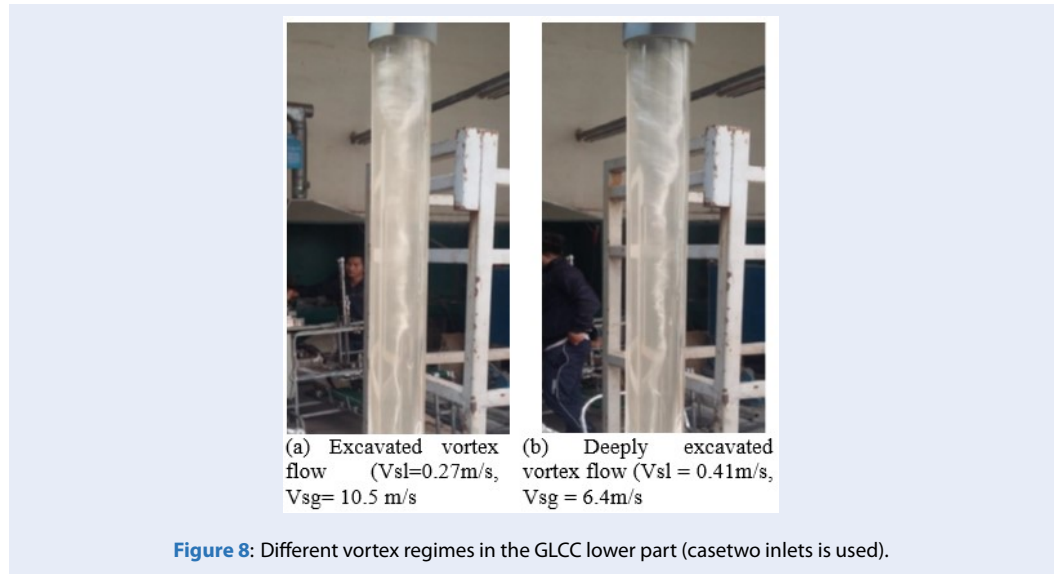 (a) Excavated vortex
flow (Vsl=0.27m/s,
Vsg= 10.5 m/s
(b) Deeply excavated
vortex flow (Vsl = 0.41m/s,
Vsg = 6.4m/s
Figure 8: Different vortex regimes in the GLCC lower part (casetwo inlets is used).